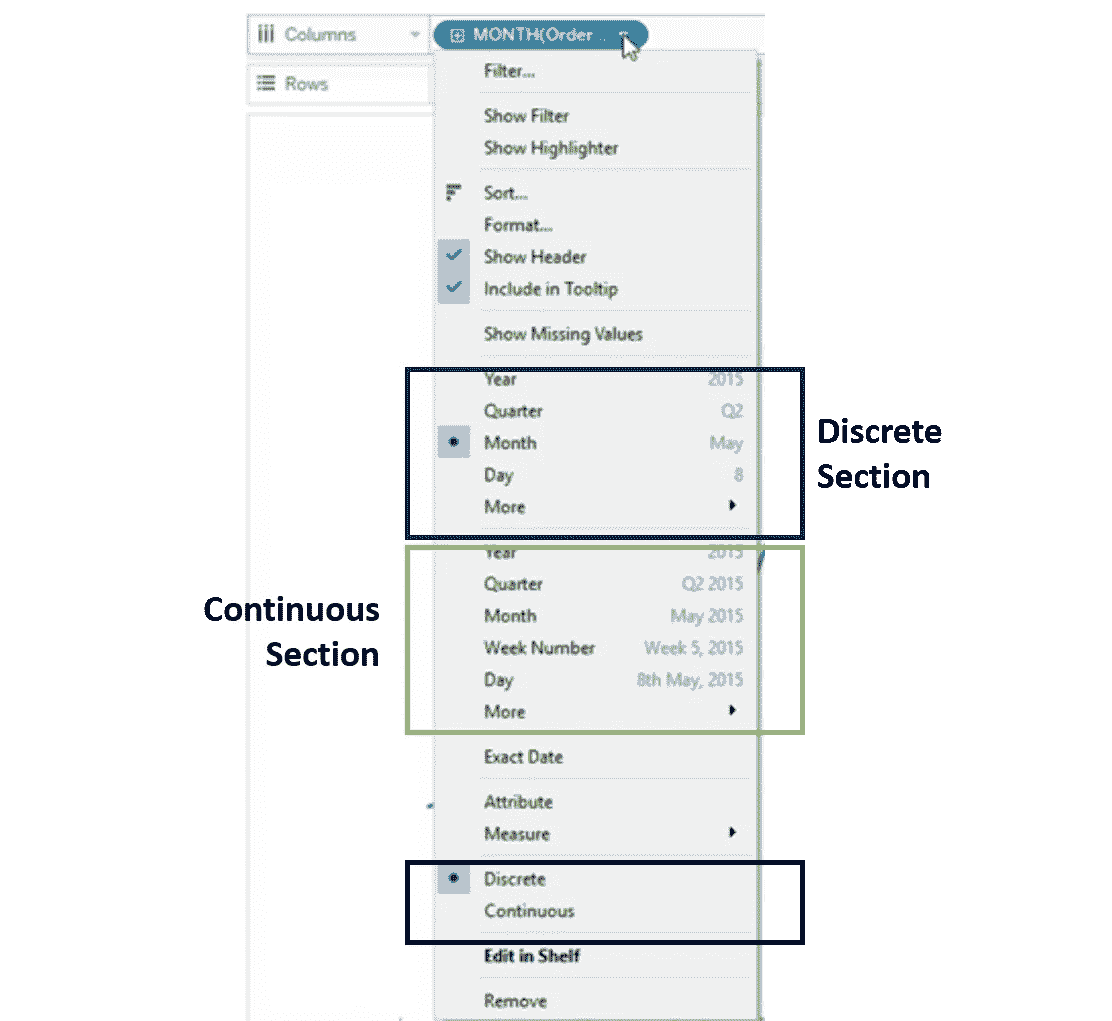 Columns
MONTH(Order ..
Rows
Filter...
Show Filter
Show Highlighter
Sort...
Format...
Show Header
Include in Tooltip
Show Missing Values
Year 2015
Quarter Q2
Month May
Day 8
More
Discrete
Section
Year 2015
Quarter Q2 2015
Month May 2015
Week Number Week 5, 2015
Day 8th May, 2015
More
Continuous
Section
Exact Date
Attribute
Measure
Discrete
Continuous
Edit in Shelf
Remove